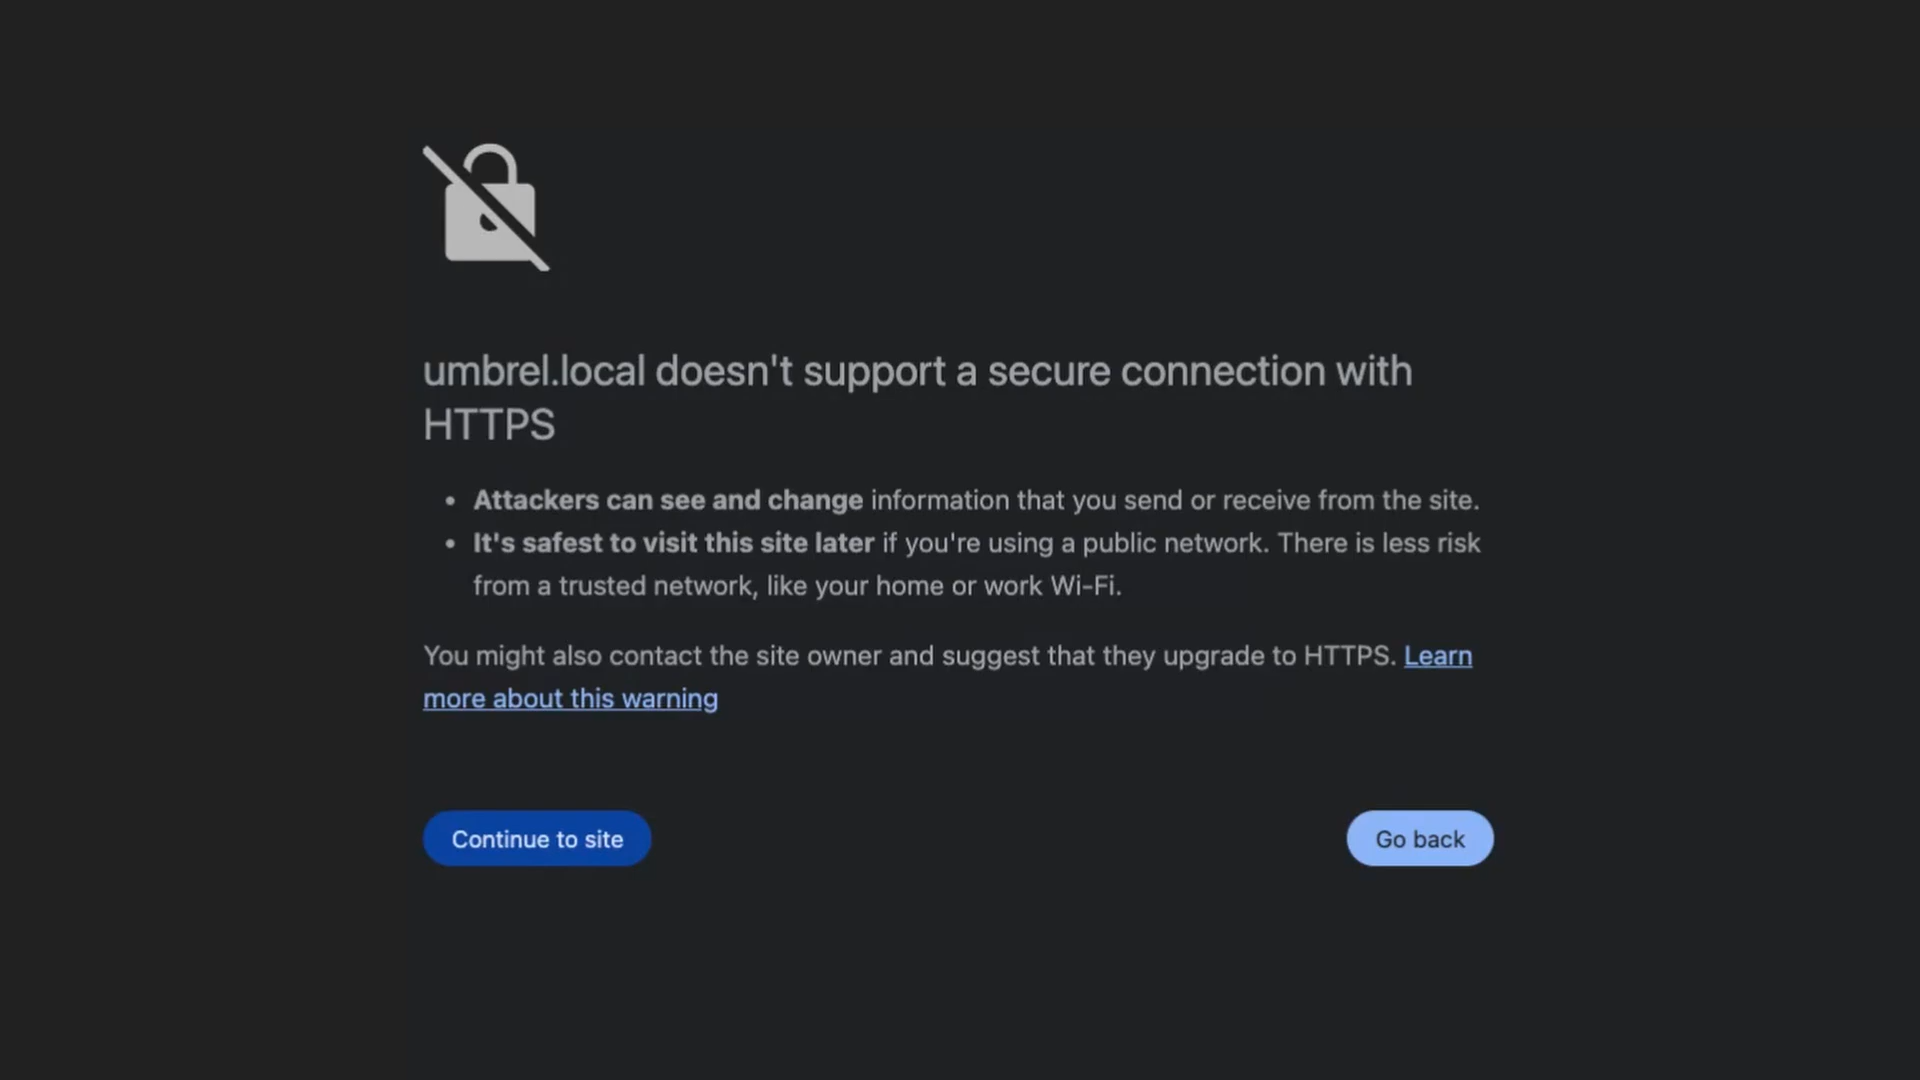 umbrel.local doesn't support a secure connection with
HTTPS
• Attackers can see and change information that you send or receive from the site.
• It's safest to visit this site later if you're using a public network. There is less risk
from a trusted network, like your home or work Wi-Fi.
You might also contact the site owner and suggest that they upgrade to HTTPS. Learn
more about this warning
Continue to site
Go back